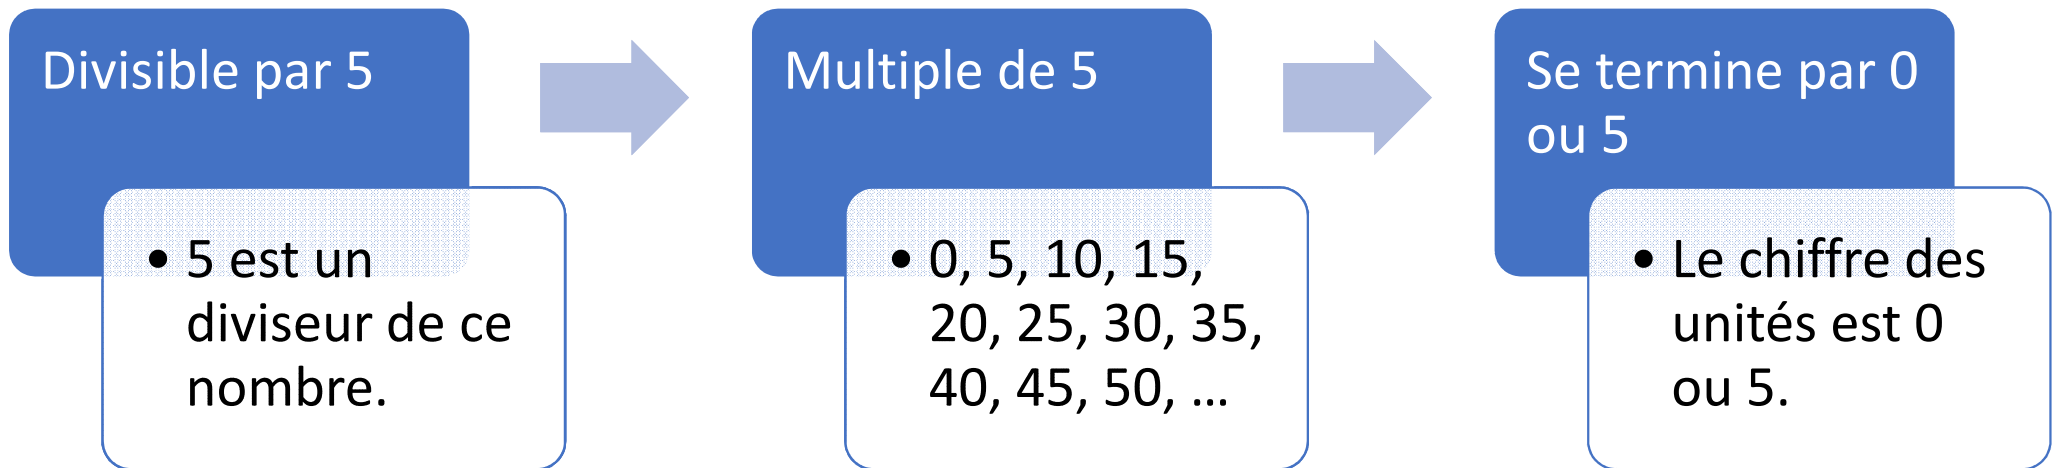 Divisible par 5
• 5 est un
diviseur de ce
nombre.
Multiple de 5
• 0, 5, 10, 15,
20, 25, 30, 35,
40, 45, 50, ...
Se termine par 0
ou 5
• Le chiffre des
unités est 0
ou 5.